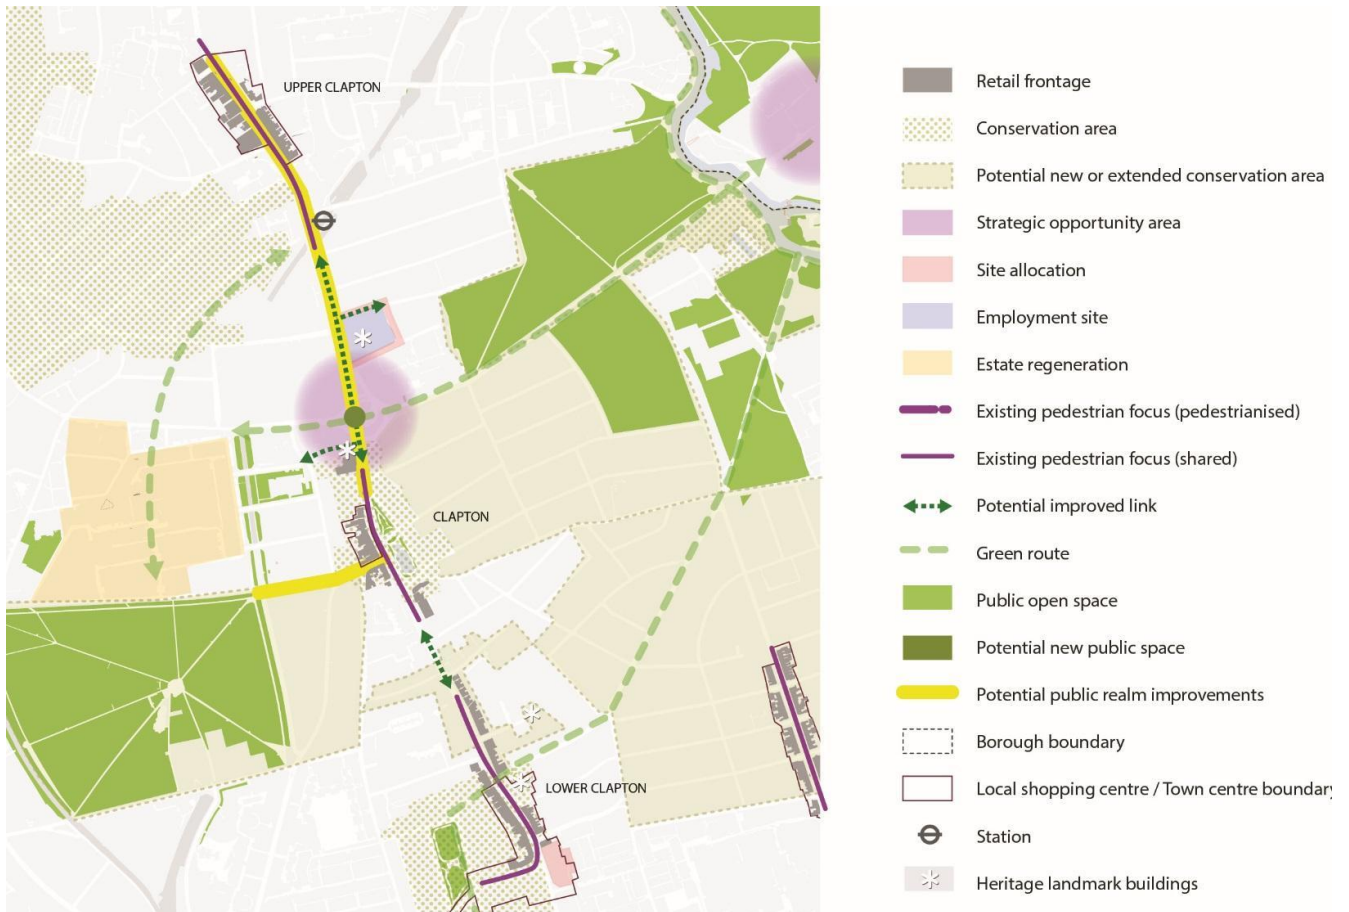 UPPER CLAPTON
CLAPTON
LOWER CLAPTON
Retail frontage
Conservation area
Potential new or extended conservation area
Strategic opportunity area
Site allocation
Employment site
Estate regeneration
Existing pedestrian focus (pedestrianised)
Existing pedestrian focus (shared)
Potential improved link
Green route
Public open space
Potential new public space
Potential public realm improvements
Borough boundary
Local shopping centre / Town centre boundary
Station
Heritage landmark buildings